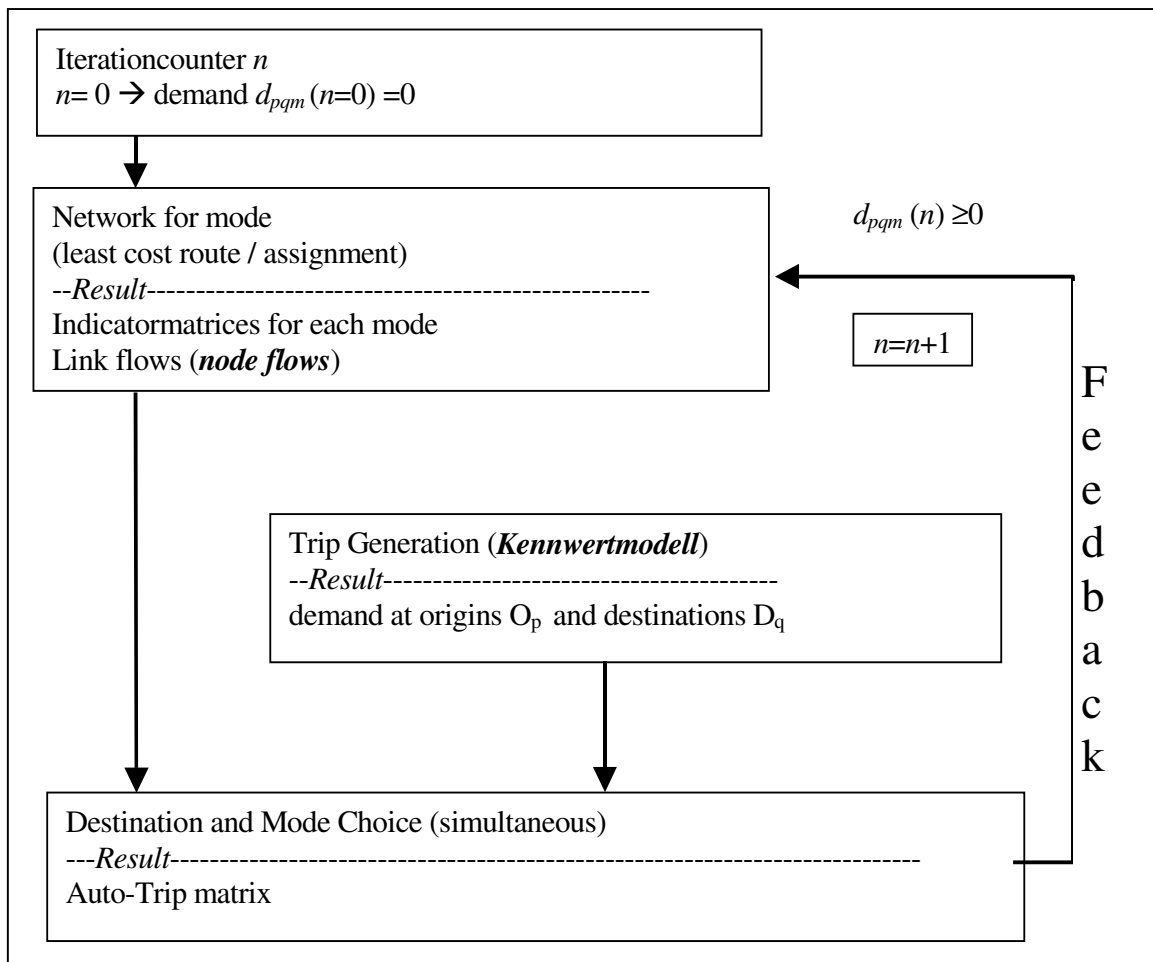 Iterationcounter n
n= 0 → demand dpqm (n=0) =0
Network for mode
(least cost route / assignment)
--Result---------------------------------------------------
Indicatormatrices for each mode
Link flows (node flows)
dpqm (n) ≥0
n=n+1
Feedback
Trip Generation (Kennwertmodell)
--Result----------------------------------------
demand at origins Op and destinations Dq
Destination and Mode Choice (simultaneous)
---Result----------------------------------------------------------------------------
Auto-Trip matrix